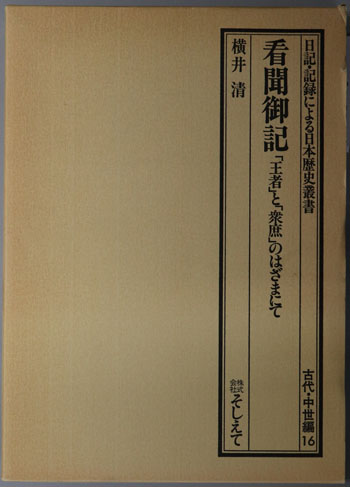 日記・記録による日本歴史叢書
古代・中世編16
看聞御記
「王者」と「衆庶」のはざまにて
横井 清
株式会社 そしえて